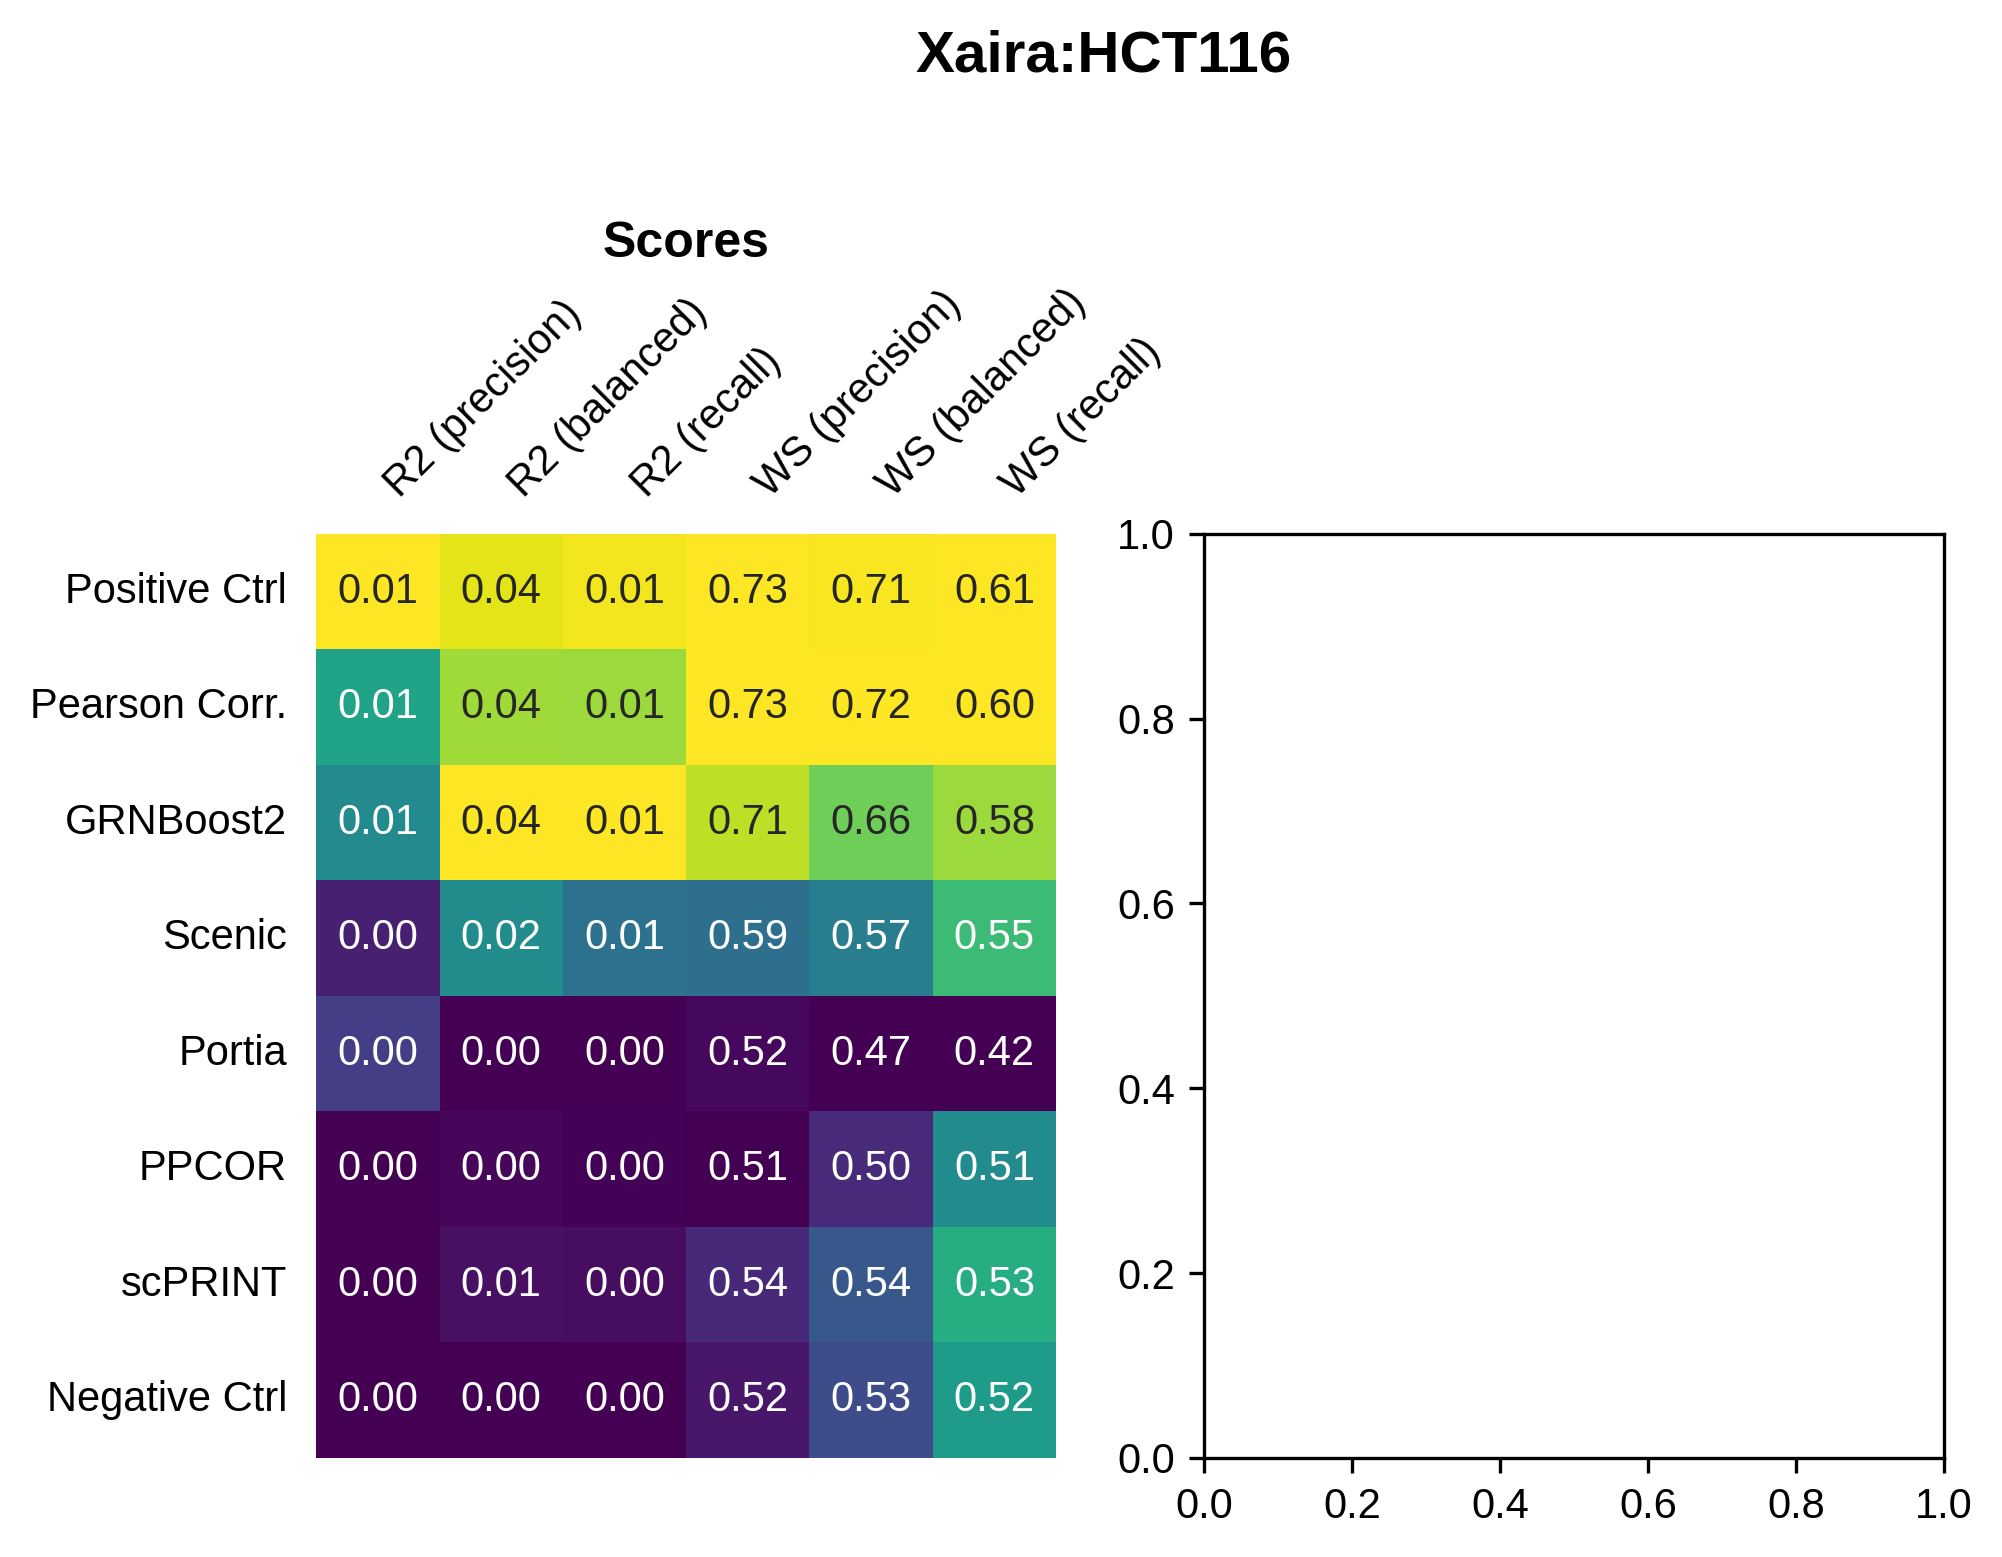 Xaira:HCT116
Scores
R2 (precision)
R2 (balanced)
R2 (recall)
WS (precision)
WS (balanced)
WS (recall)
Positive Ctrl 0.01 0.04 0.01 0.73 0.71 0.61
Pearson Corr. 0.01 0.04 0.01 0.73 0.72 0.60
GRNBoost2 0.01 0.04 0.01 0.71 0.66 0.58
Scenic 0.00 0.02 0.01 0.59 0.57 0.55
Portia 0.00 0.00 0.00 0.52 0.47 0.42
PPCOR 0.00 0.00 0.00 0.51 0.50 0.51
scPRINT 0.00 0.01 0.00 0.54 0.54 0.53
Negative Ctrl 0.00 0.00 0.00 0.52 0.53 0.52
1.0
0.8
0.6
0.4
0.2
0.0
0.0 0.2 0.4 0.6 0.8 1.0